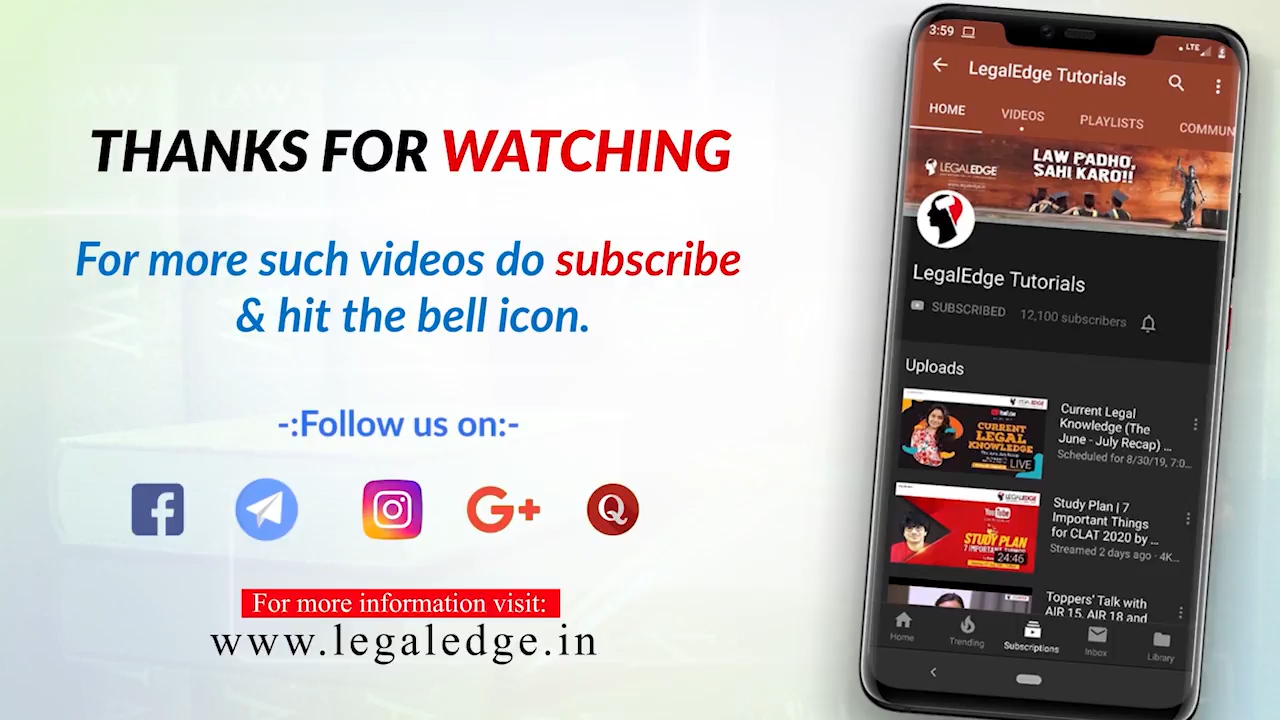 THANKS FOR WATCHING
For more such videos do subscribe
& hit the bell icon.
-:Follow us on:-
G+
Q
For more information visit:
www.legaledge.in
3:59
LTE
LegalEdge Tutorials
HOME VIDEOS PLAYLISTS COMMUN
LEGALEDGE
LAW PADHO,
SAHI KARO!!
LegalEdge Tutorials
SUBSCRIBED 12,100 subscribers
Uploads
YouTube
CURRENT
LEGAL
KNOWLEDGE
LIVE
Current Legal
Knowledge (The
June - July Recap) ...
Scheduled for 8/30/19, 7:0...
LEGALEDGE
YouTube
STUDY PLAN
7 IMPORTANT
24:46
Study Plan | 7
Important Things
for CLAT 2020 by ...
Streamed 2 days ago · 4K...
Toppers' Talk with
AIR 15, AIR 18 and
Home Trending Subscriptions Inbox Library